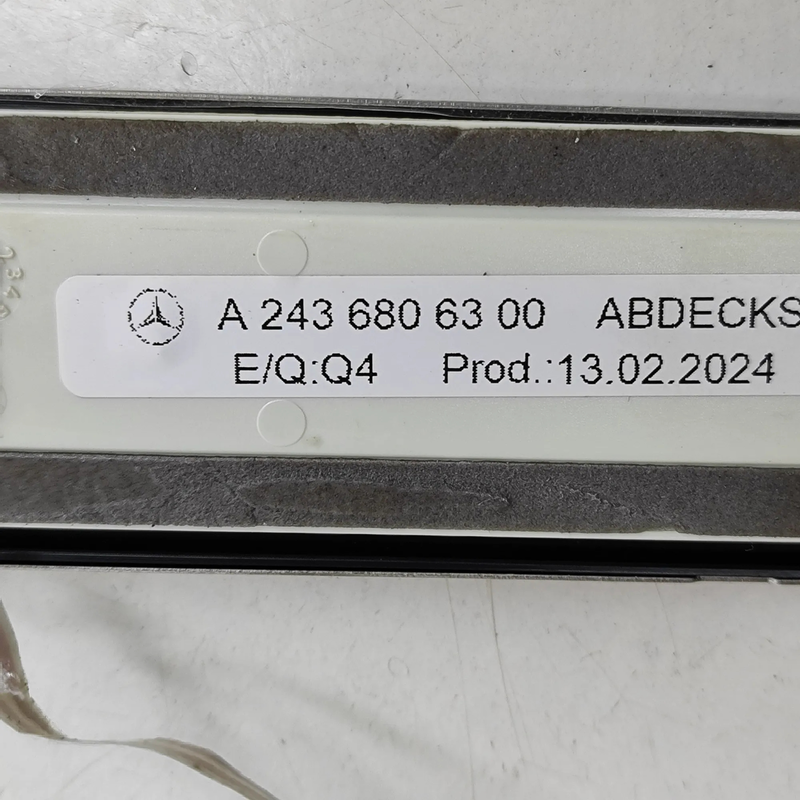 A 243 680 63 00 ABDECKS
E/Q:Q4 Prod.:13.02.2024